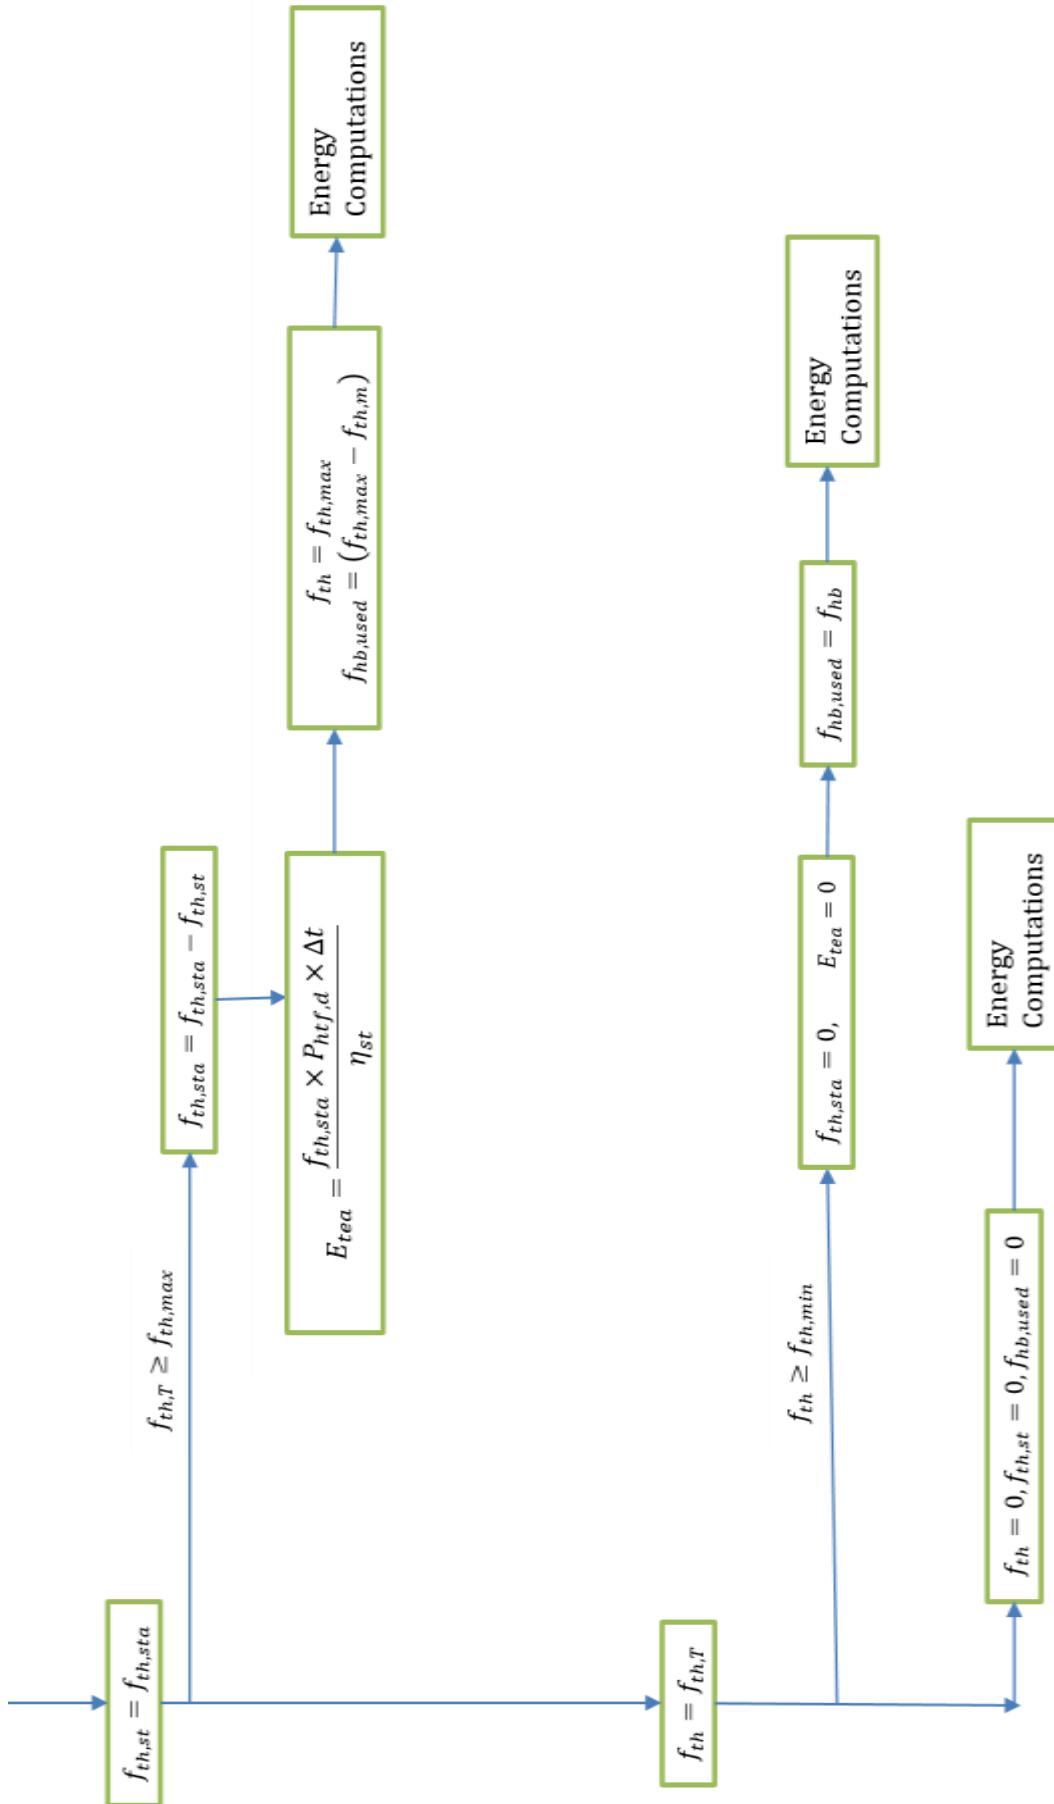 f_{th,st} = f_{th,sta}
f_{th,T} ≥ f_{th,max}
f_{th,sta} = f_{th,sta} − f_{th,st}
E_{tea} = \frac{f_{th,sta} × P_{htf,d} × Δt}{η_{st}}
f_{th} = f_{th,max}
f_{hb,used} = (f_{th,max} − f_{th,m})
Energy
Computations
f_{th} = f_{th,T}
f_{th} ≥ f_{th,min}
f_{th,sta} = 0, E_{tea} = 0
f_{hb,used} = f_{hb}
Energy
Computations
f_{th} = 0, f_{th,st} = 0, f_{hb,used} = 0
Energy
Computations